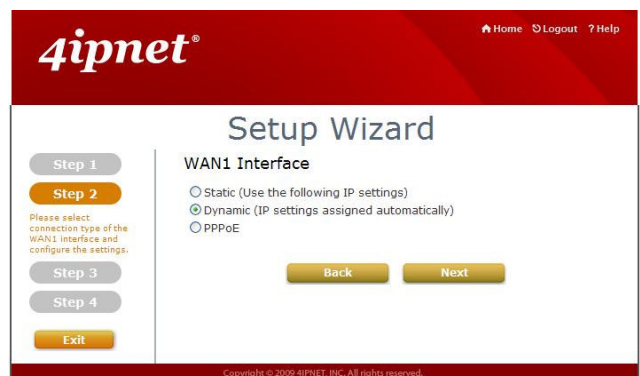 4ipnet®
Home Logout ? Help
Setup Wizard
Step 1
Step 2
Please select
connection type of the
WAN1 interface and
configure the settings.
Step 3
Step 4
Exit
WAN1 Interface
Static (Use the following IP settings)
Dynamic (IP settings assigned automatically)
PPPoE
Back Next
Copyright © 2009 4IPNET, INC. All rights reserved.